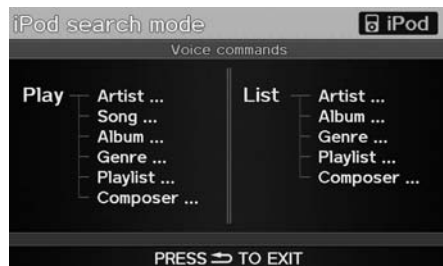 iPod search mode
iPod
Voice commands
Play
Artist ...
Song ...
Album ...
Genre ...
Playlist ...
Composer ...
List
Artist ...
Album ...
Genre ...
Playlist ...
Composer ...
PRESS ⮌ TO EXIT